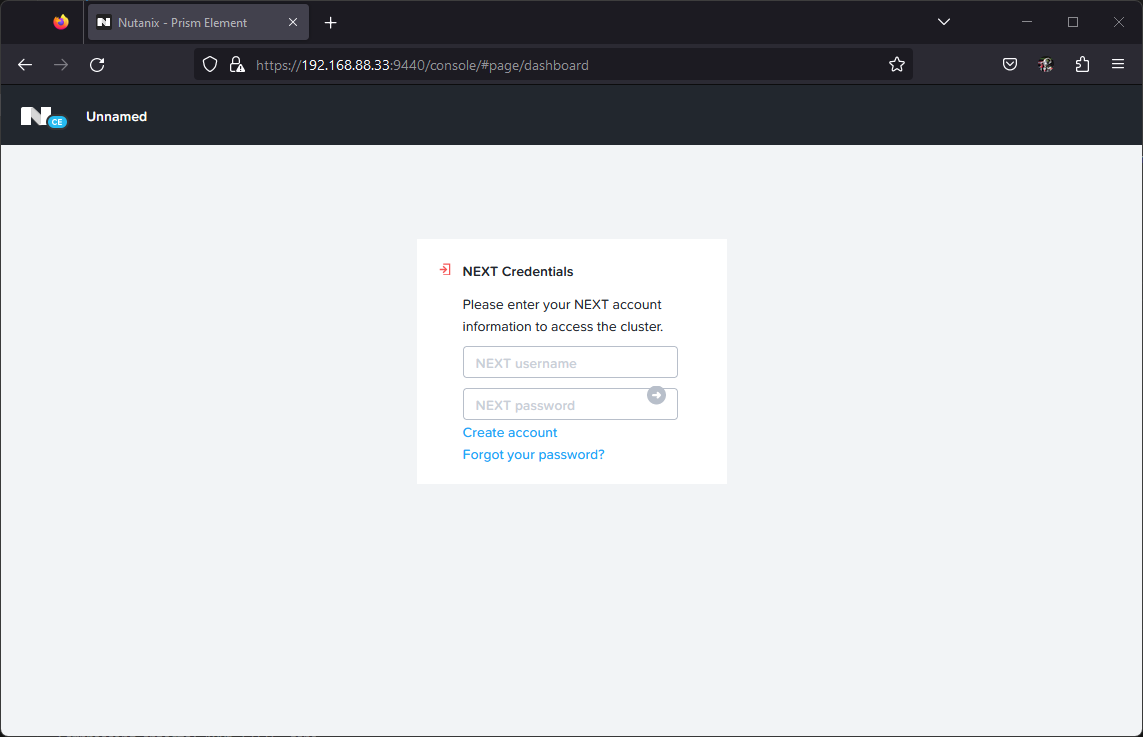 Nutanix - Prism Element
https://192.168.88.33:9440/console/#page/dashboard
N CE Unnamed
NEXT Credentials
Please enter your NEXT account
information to access the cluster.
NEXT username
NEXT password
Create account
Forgot your password?